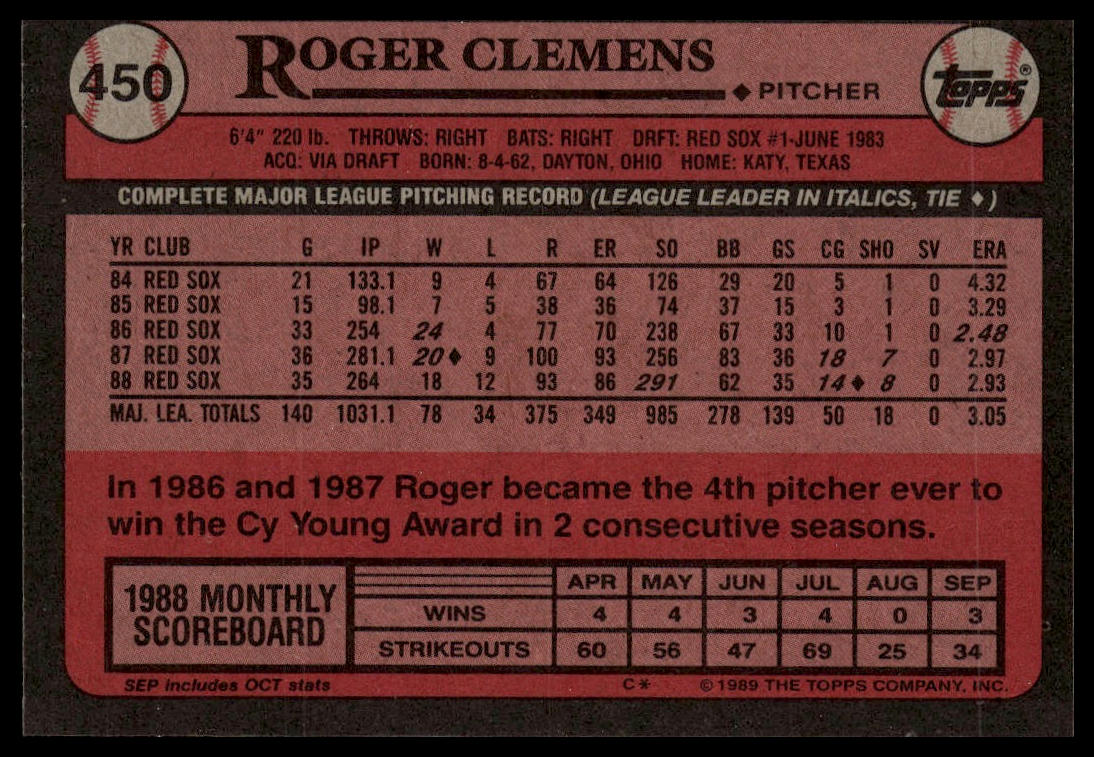 450
ROGER CLEMENS
◆ PITCHER
TOPPS®
6'4" 220 lb. THROWS: RIGHT BATS: RIGHT DRFT: RED SOX #1-JUNE 1983
ACQ: VIA DRAFT BORN: 8-4-62, DAYTON, OHIO HOME: KATY, TEXAS
COMPLETE MAJOR LEAGUE PITCHING RECORD (LEAGUE LEADER IN ITALICS, TIE ♦)
YR CLUB G IP W L R ER SO BB GS CG SHO SV ERA
84 RED SOX 21 133.1 9 4 67 64 126 29 20 5 1 0 4.32
85 RED SOX 15 98.1 7 5 38 36 74 37 15 3 1 0 3.29
86 RED SOX 33 254 24 4 77 70 238 67 33 10 1 0 2.48
87 RED SOX 36 281.1 20♦ 9 100 93 256 83 36 18 7 0 2.97
88 RED SOX 35 264 18 12 93 86 291 62 35 14♦ 8 0 2.93
MAJ. LEA. TOTALS 140 1031.1 78 34 375 349 985 278 139 50 18 0 3.05
In 1986 and 1987 Roger became the 4th pitcher ever to
win the Cy Young Award in 2 consecutive seasons.
1988 MONTHLY
SCOREBOARD
APR MAY JUN JUL AUG SEP
WINS 4 4 3 4 0 3
STRIKEOUTS 60 56 47 69 25 34
SEP includes OCT stats C* © 1989 THE TOPPS COMPANY, INC.